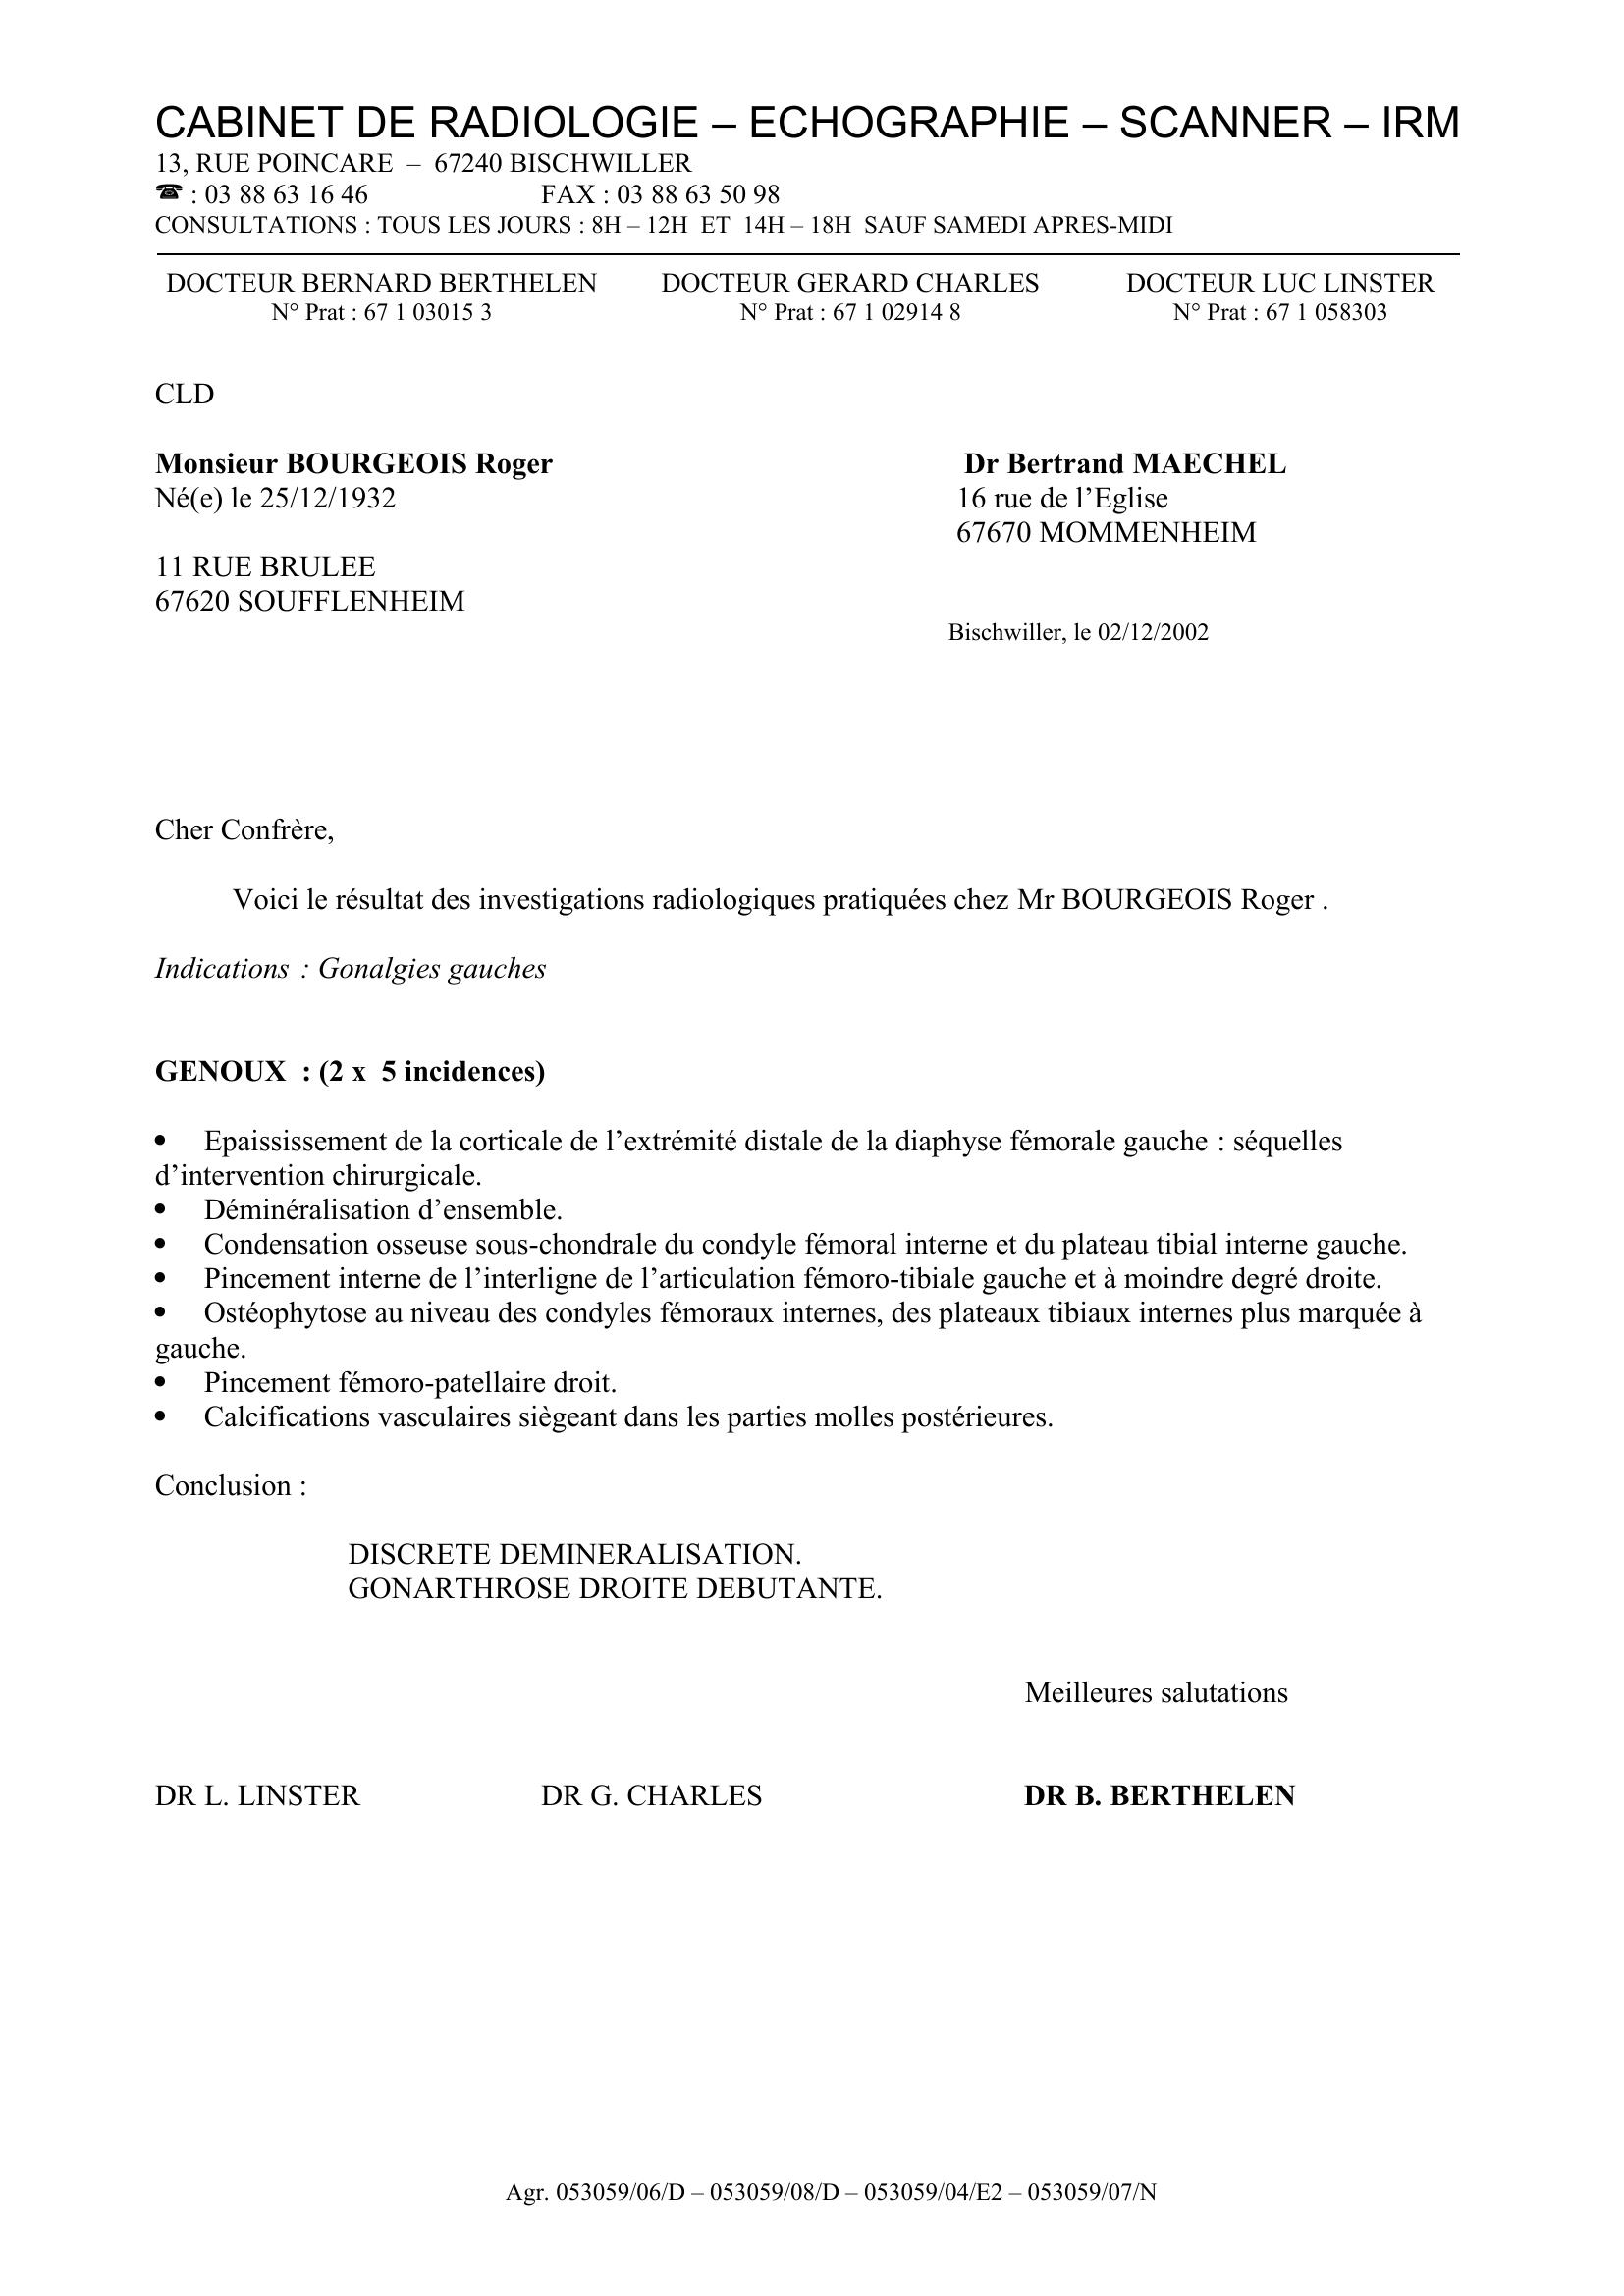 CABINET DE RADIOLOGIE – ECHOGRAPHIE – SCANNER – IRM
13, RUE POINCARE – 67240 BISCHWILLER
☎ : 03 88 63 16 46 FAX : 03 88 63 50 98
CONSULTATIONS : TOUS LES JOURS : 8H – 12H ET 14H – 18H SAUF SAMEDI APRES-MIDI
DOCTEUR BERNARD BERTHELEN DOCTEUR GERARD CHARLES DOCTEUR LUC LINSTER
N° Prat : 67 1 03015 3 N° Prat : 67 1 02914 8 N° Prat : 67 1 058303
CLD
Monsieur BOURGEOIS Roger Dr Bertrand MAECHEL
Né(e) le 25/12/1932 16 rue de l’Eglise
67670 MOMMENHEIM
11 RUE BRULEE
67620 SOUFFLENHEIM
Bischwiller, le 02/12/2002
Cher Confrère,
Voici le résultat des investigations radiologiques pratiquées chez Mr BOURGEOIS Roger .
Indications : Gonalgies gauches
GENOUX : (2 x 5 incidences)
• Epaississement de la corticale de l’extrémité distale de la diaphyse fémorale gauche : séquelles
d’intervention chirurgicale.
• Déminéralisation d’ensemble.
• Condensation osseuse sous-chondrale du condyle fémoral interne et du plateau tibial interne gauche.
• Pincement interne de l’interligne de l’articulation fémoro-tibiale gauche et à moindre degré droite.
• Ostéophytose au niveau des condyles fémoraux internes, des plateaux tibiaux internes plus marquée à
gauche.
• Pincement fémoro-patellaire droit.
• Calcifications vasculaires siègeant dans les parties molles postérieures.
Conclusion :
DISCRETE DEMINERALISATION.
GONARTHROSE DROITE DEBUTANTE.
Meilleures salutations
DR L. LINSTER DR G. CHARLES DR B. BERTHELEN
Agr. 053059/06/D – 053059/08/D – 053059/04/E2 – 053059/07/N